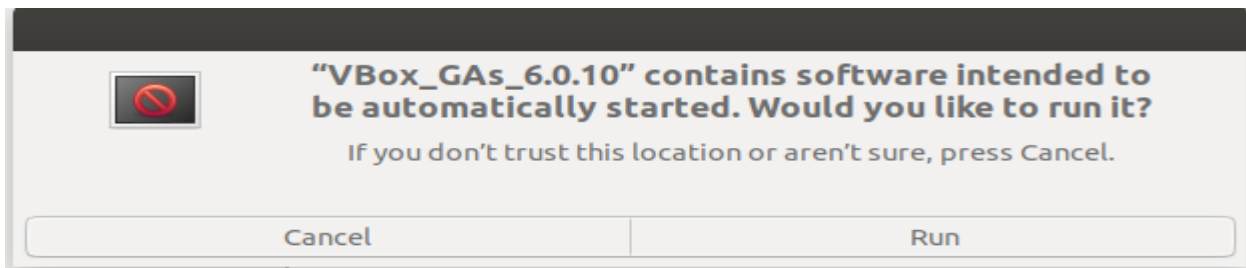 “VBox_GAs_6.0.10” contains software intended to
be automatically started. Would you like to run it?
If you don’t trust this location or aren’t sure, press Cancel.
Cancel
Run